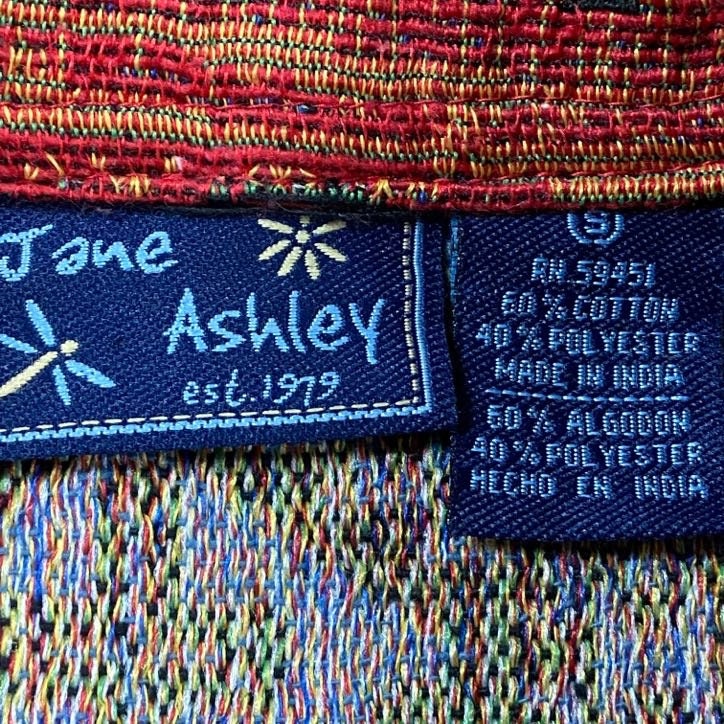 Jane
Ashley
est. 1979
S
RN 59451
60% COTTON
40% POLYESTER
MADE IN INDIA
60% ALGODON
40% POLYESTER
HECHO EN INDIA